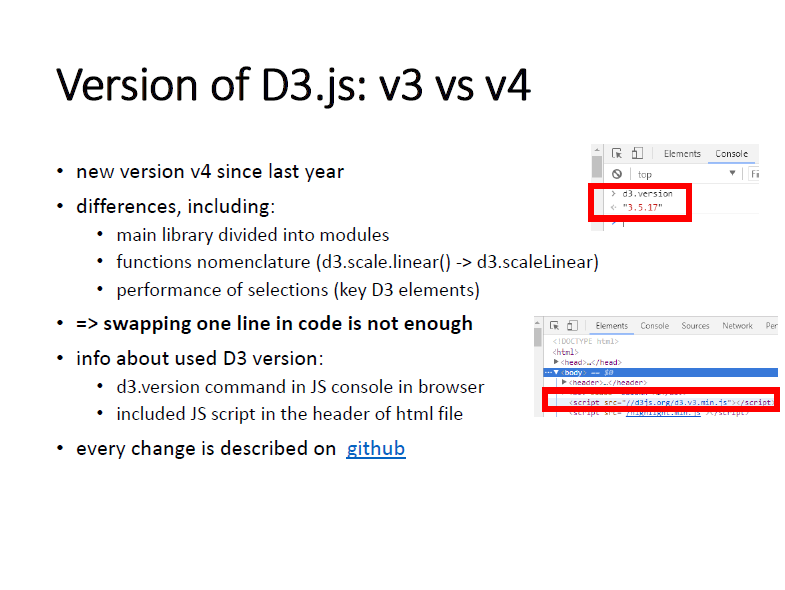 Version of D3.js: v3 vs v4
• new version v4 since last year
• differences, including:
• main library divided into modules
• functions nomenclature (d3.scale.linear() -> d3.scaleLinear)
• performance of selections (key D3 elements)
• => swapping one line in code is not enough
• info about used D3 version:
• d3.version command in JS console in browser
• included JS script in the header of html file
• every change is described on github
Elements Console
top Fi
> d3.version
< "3.5.17"
>
Elements Console Sources Network Per
<!DOCTYPE html>
<html>
▶<head>…</head>
…▼<body> == $0
▶<header>…</header>
<script src="//d3js.org/d3.v3.min.js"></script>
<script src="/highlight.min.js"></script>